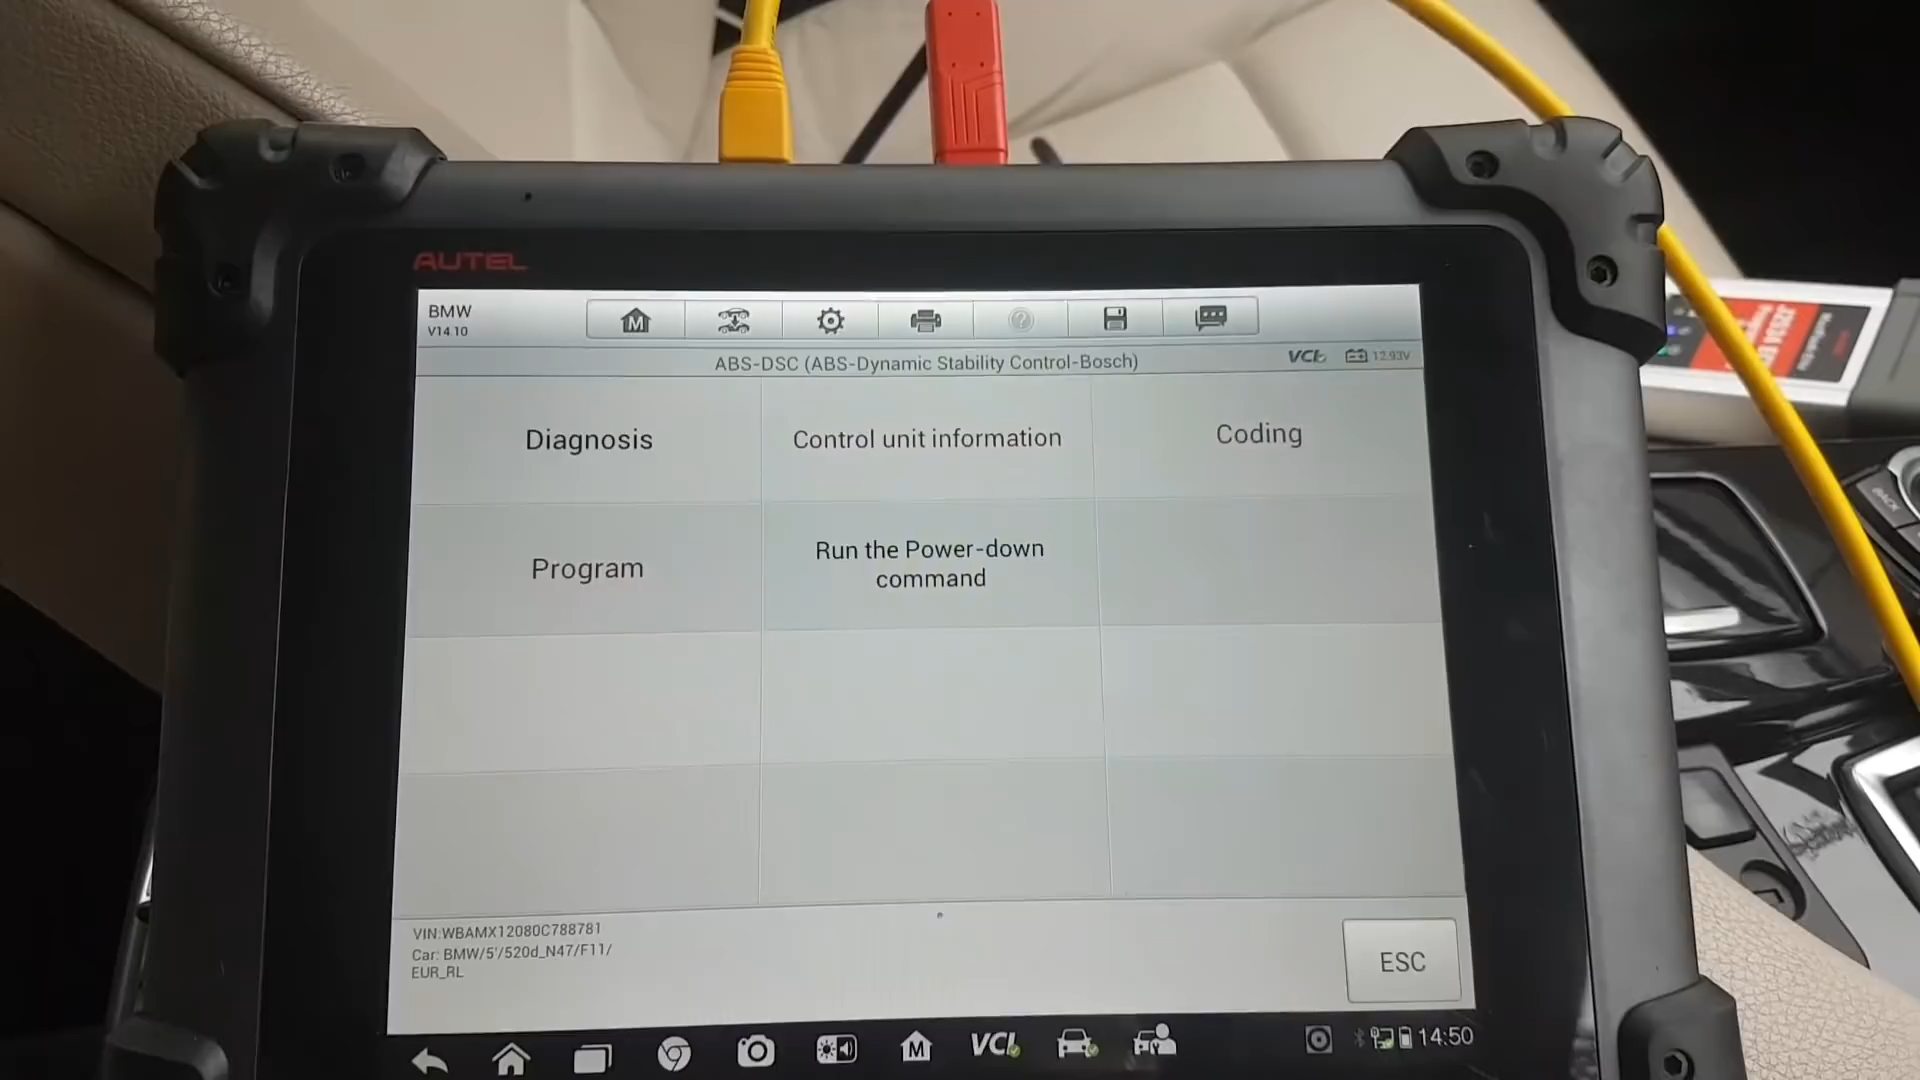 AUTEL
BMW
V14.10
M
ABS-DSC (ABS-Dynamic Stability Control-Bosch)
VCI
12.93V
Diagnosis
Control unit information
Coding
Program
Run the Power-down
command
VIN:WBAMX12080C788781
Car: BMW/5'/520d_N47/F11/
EUR_RL
ESC
M
VCI
14:50
BACK